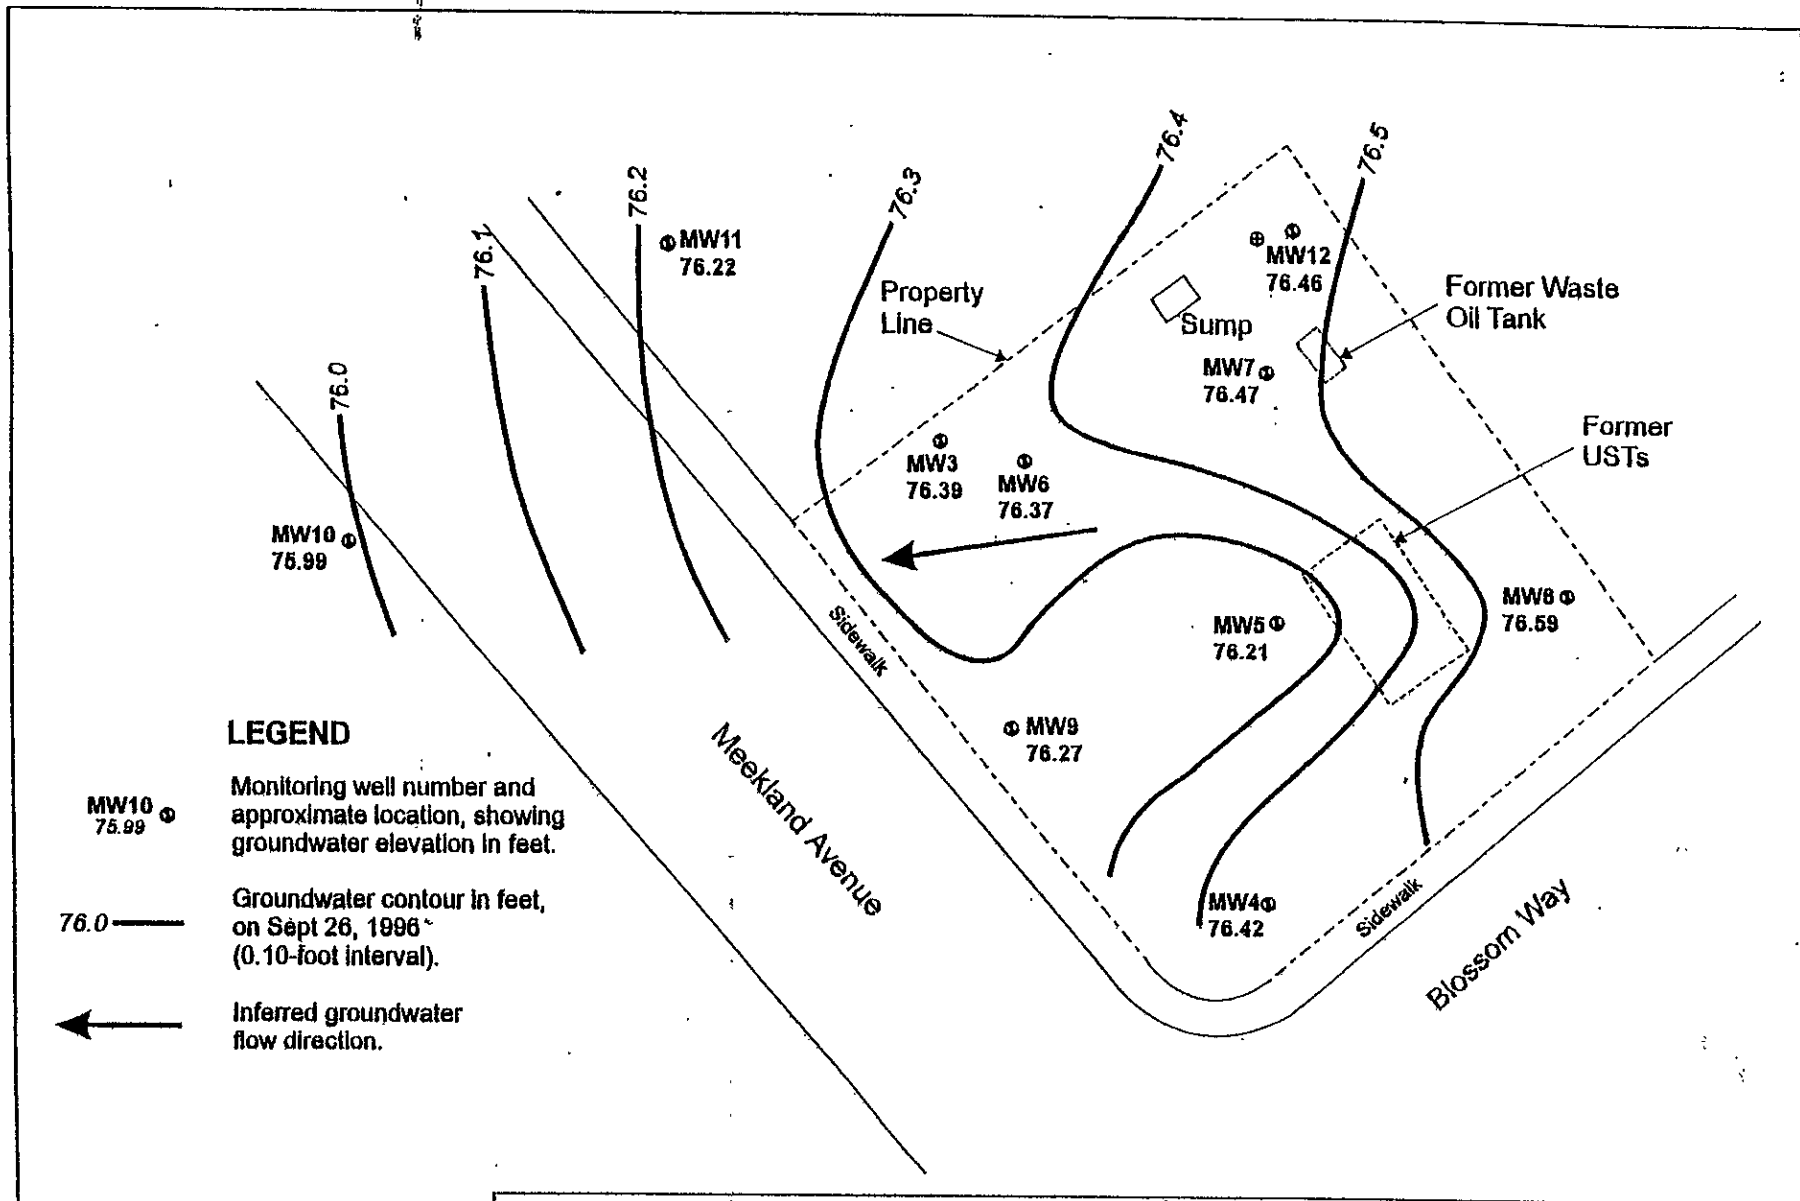 76.4
76.5
76.3
76.2
76.1
76.0
MW11
76.22
MW12
76.46
Property
Line
Sump
Former Waste
Oil Tank
MW7
76.47
Former
USTs
MW3
76.39
MW6
76.37
MW10
75.99
MW5
76.21
MW8
76.59
MW9
76.27
MW4
76.42
Sidewalk
Meekland Avenue
Sidewalk
Blossom Way
LEGEND
MW10
75.99
Monitoring well number and
approximate location, showing
groundwater elevation in feet.
76.0
Groundwater contour in feet,
on Sept 26, 1996
(0.10-foot interval).
Inferred groundwater
flow direction.